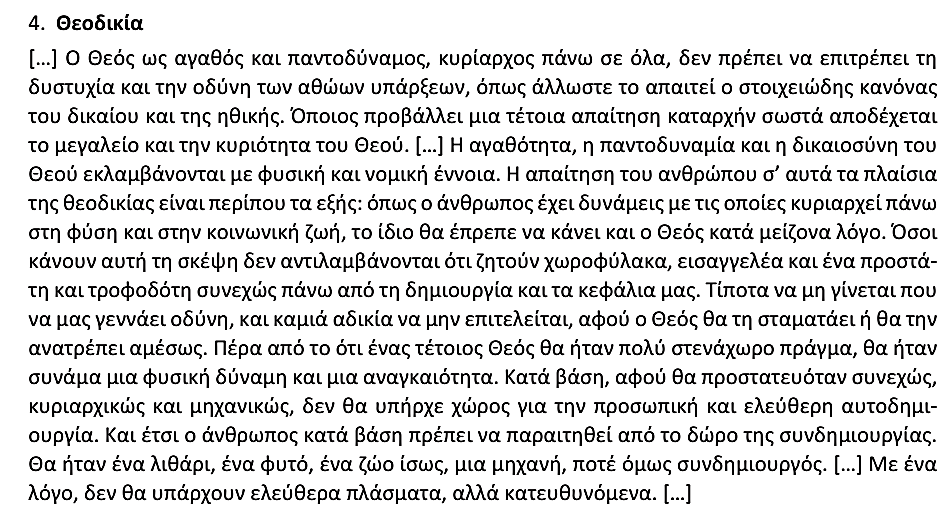 4. Θεοδικία
[...] Ο Θεός ως αγαθός και παντοδύναμος, κυρίαρχος πάνω σε όλα, δεν πρέπει να επιτρέπει τη
δυστυχία και την οδύνη των αθώων υπάρξεων, όπως άλλωστε το απαιτεί ο στοιχειώδης κανόνας
του δικαίου και της ηθικής. Όποιος προβάλλει μια τέτοια απαίτηση καταρχήν σωστά αποδέχεται
το μεγαλείο και την κυριότητα του Θεού. [...] Η αγαθότητα, η παντοδυναμία και η δικαιοσύνη του
Θεού εκλαμβάνονται με φυσική και νομική έννοια. Η απαίτηση του ανθρώπου σ’ αυτά τα πλαίσια
της θεοδικίας είναι περίπου τα εξής: όπως ο άνθρωπος έχει δυνάμεις με τις οποίες κυριαρχεί πάνω
στη φύση και στην κοινωνική ζωή, το ίδιο θα έπρεπε να κάνει και ο Θεός κατά μείζονα λόγο. Όσοι
κάνουν αυτή τη σκέψη δεν αντιλαμβάνονται ότι ζητούν χωροφύλακα, εισαγγελέα και ένα προστά-
τη και τροφοδότη συνεχώς πάνω από τη δημιουργία και τα κεφάλια μας. Τίποτα να μη γίνεται που
να μας γεννάει οδύνη, και καμιά αδικία να μην επιτελείται, αφού ο Θεός θα τη σταματάει ή θα την
ανατρέπει αμέσως. Πέρα από το ότι ένας τέτοιος Θεός θα ήταν πολύ στενάχωρο πράγμα, θα ήταν
συνάμα μια φυσική δύναμη και μια αναγκαιότητα. Κατά βάση, αφού θα προστατευόταν συνεχώς,
κυριαρχικώς και μηχανικώς, δεν θα υπήρχε χώρος για την προσωπική και ελεύθερη αυτοδημι-
ουργία. Και έτσι ο άνθρωπος κατά βάση πρέπει να παραιτηθεί από το δώρο της συνδημιουργίας.
Θα ήταν ένα λιθάρι, ένα φυτό, ένα ζώο ίσως, μια μηχανή, ποτέ όμως συνδημιουργός. [...] Με ένα
λόγο, δεν θα υπάρχουν ελεύθερα πλάσματα, αλλά κατευθυνόμενα. [...]